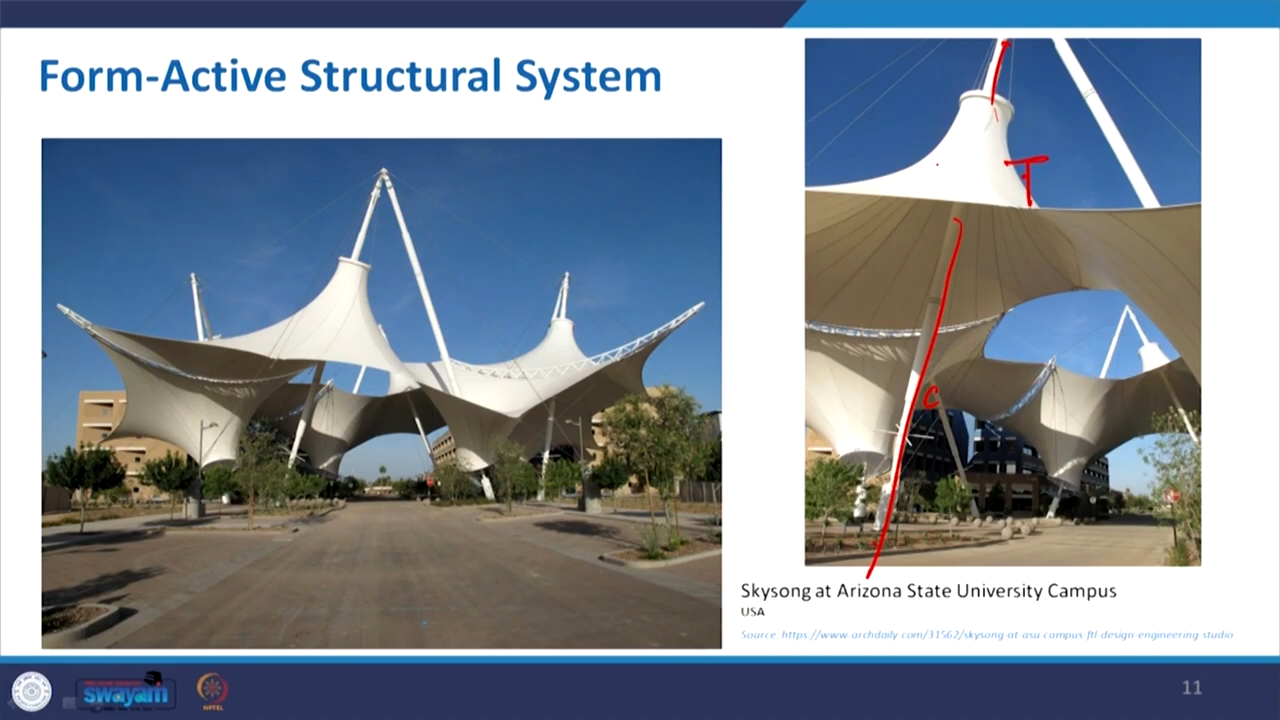 Form-Active Structural System
T
C
Skysong at Arizona State University Campus
USA
Source: https://www.archdaily.com/31562/skysong-at-asu-campus-ftl-design-engineering-studio
swayam
NPTEL
11